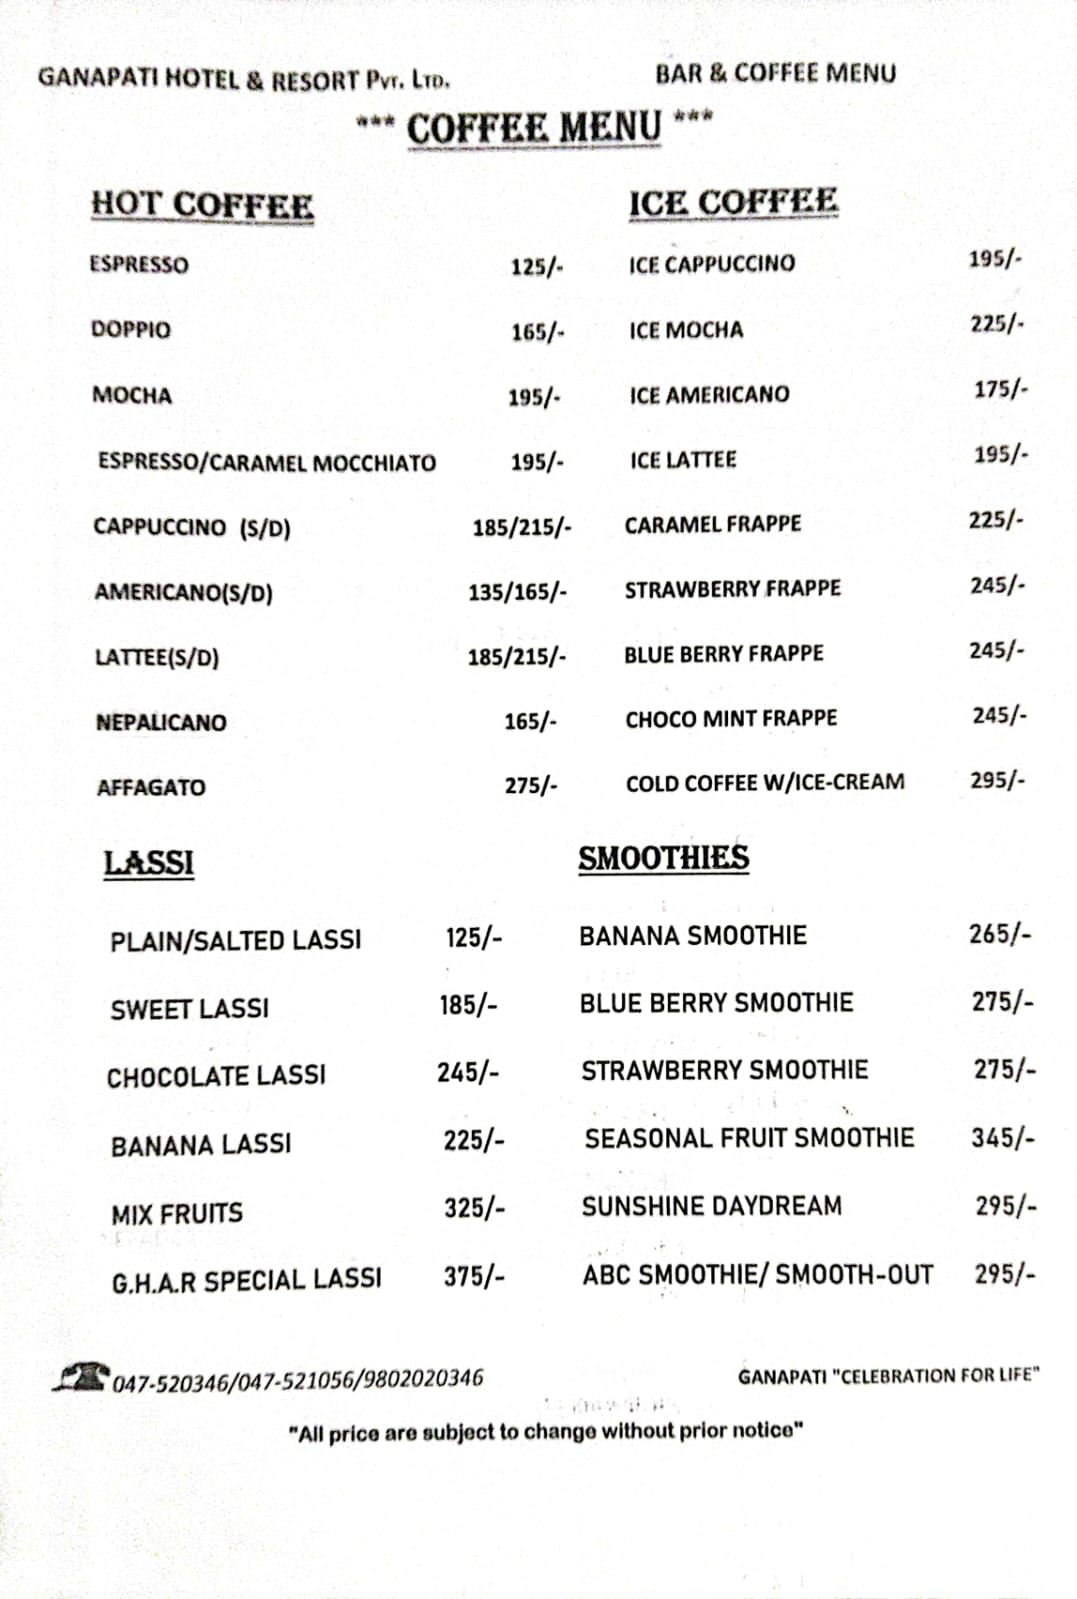 GANAPATI HOTEL & RESORT PVT. LTD.
BAR & COFFEE MENU
*** COFFEE MENU ***
HOT COFFEE
ESPRESSO 125/-
DOPPIO 165/-
MOCHA 195/-
ESPRESSO/CARAMEL MOCCHIATO 195/-
CAPPUCCINO (S/D) 185/215/-
AMERICANO(S/D) 135/165/-
LATTEE(S/D) 185/215/-
NEPALICANO 165/-
AFFAGATO 275/-
ICE COFFEE
ICE CAPPUCCINO 195/-
ICE MOCHA 225/-
ICE AMERICANO 175/-
ICE LATTEE 195/-
CARAMEL FRAPPE 225/-
STRAWBERRY FRAPPE 245/-
BLUE BERRY FRAPPE 245/-
CHOCO MINT FRAPPE 245/-
COLD COFFEE W/ICE-CREAM 295/-
LASSI
PLAIN/SALTED LASSI 125/-
SWEET LASSI 185/-
CHOCOLATE LASSI 245/-
BANANA LASSI 225/-
MIX FRUITS 325/-
G.H.A.R SPECIAL LASSI 375/-
SMOOTHIES
BANANA SMOOTHIE 265/-
BLUE BERRY SMOOTHIE 275/-
STRAWBERRY SMOOTHIE 275/-
SEASONAL FRUIT SMOOTHIE 345/-
SUNSHINE DAYDREAM 295/-
ABC SMOOTHIE/ SMOOTH-OUT 295/-
047-520346/047-521056/9802020346
GANAPATI "CELEBRATION FOR LIFE"
"All price are subject to change without prior notice"